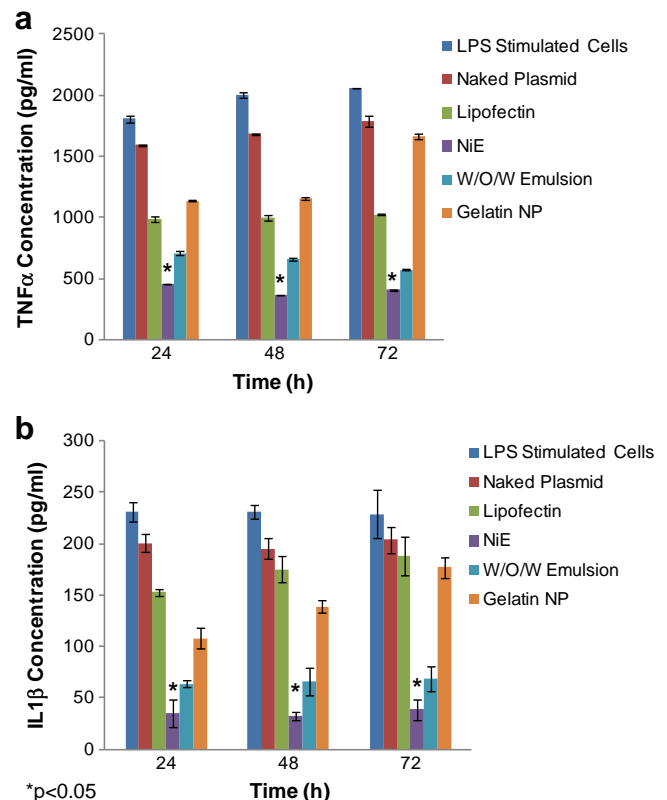 a
TNFα Concentration (pg/ml)
2500
2000
1500
1000
500
0
*
*
*
24
48
72
Time (h)
LPS Stimulated Cells
Naked Plasmid
Lipofectin
NiE
W/O/W Emulsion
Gelatin NP
b
IL1β Concentration (pg/ml)
300
250
200
150
100
50
0
*
*
*
24
48
72
Time (h)
LPS Stimulated Cells
Naked Plasmid
Lipofectin
NiE
W/O/W Emulsion
Gelatin NP
*p<0.05